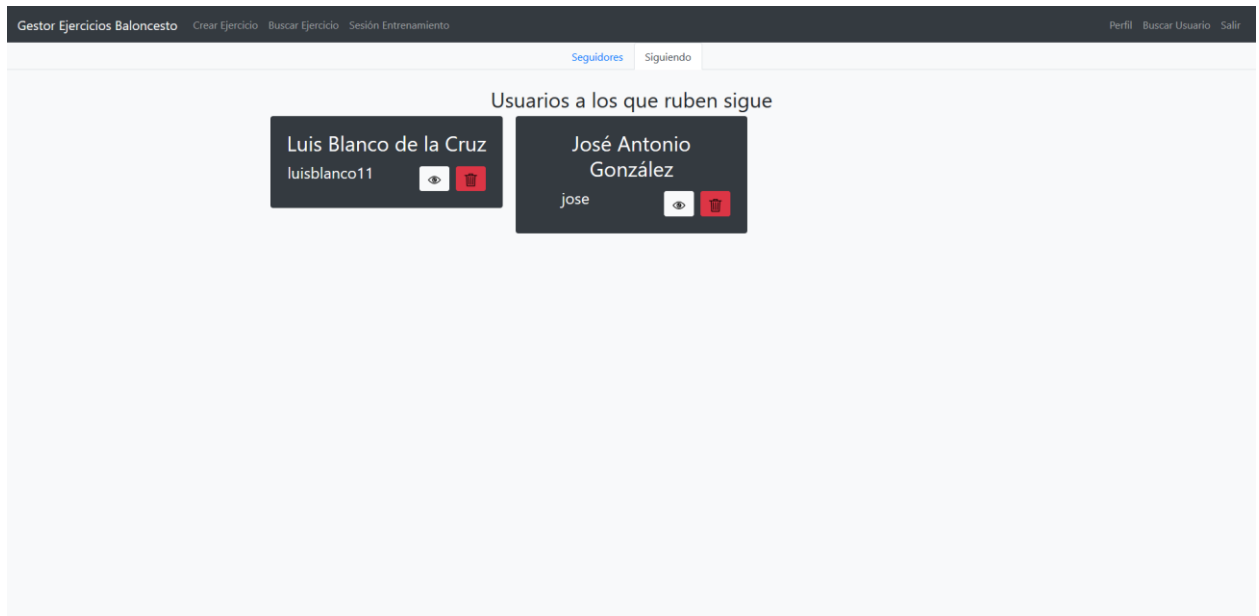 Gestor Ejercicios Baloncesto Crear Ejercicio Buscar Ejercicio Sesión Entrenamiento Perfil Buscar Usuario Salir
Seguidores Siguiendo
Usuarios a los que ruben sigue
Luis Blanco de la Cruz
luisblanco11
José Antonio
González
jose